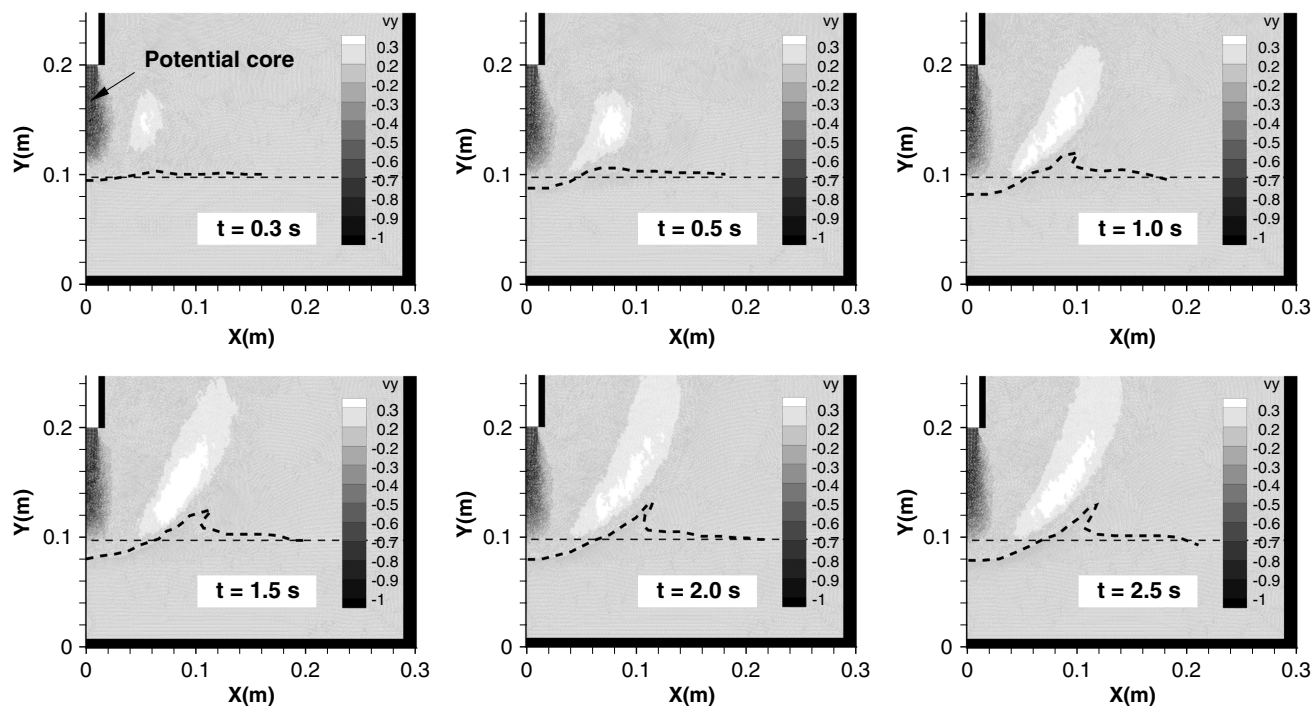 vy
0.3
0.2
-0.2
-0.3
-0.4
-0.5
-0.6
-0.7
-0.8
-0.9
-1
Potential core
t = 0.3 s
Y(m)
0.2
0.1
0
0 0.1 0.2 0.3
X(m)
vy
0.3
0.2
-0.2
-0.3
-0.4
-0.5
-0.6
-0.7
-0.8
-0.9
-1
t = 0.5 s
Y(m)
0.2
0.1
0
0 0.1 0.2 0.3
X(m)
vy
0.3
0.2
-0.2
-0.3
-0.4
-0.5
-0.6
-0.7
-0.8
-0.9
-1
t = 1.0 s
Y(m)
0.2
0.1
0
0 0.1 0.2 0.3
X(m)
vy
0.3
0.2
-0.2
-0.3
-0.4
-0.5
-0.6
-0.7
-0.8
-0.9
-1
t = 1.5 s
Y(m)
0.2
0.1
0
0 0.1 0.2 0.3
X(m)
vy
0.3
0.2
-0.2
-0.3
-0.4
-0.5
-0.6
-0.7
-0.8
-0.9
-1
t = 2.0 s
Y(m)
0.2
0.1
0
0 0.1 0.2 0.3
X(m)
vy
0.3
0.2
-0.2
-0.3
-0.4
-0.5
-0.6
-0.7
-0.8
-0.9
-1
t = 2.5 s
Y(m)
0.2
0.1
0
0 0.1 0.2 0.3
X(m)